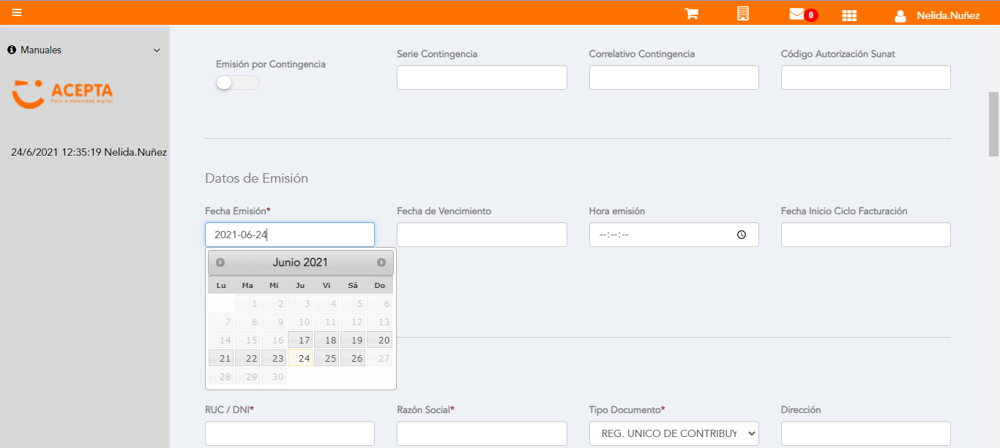 0
Nelida.Nuñez
Manuales
ACEPTA
Perú a velocidad digital
24/6/2021 12:35:19 Nelida.Nuñez
Emisión por Contingencia
Serie Contingencia
Correlativo Contingencia
Código Autorización Sunat
Datos de Emisión
Fecha Emisión*
Fecha de Vencimiento
Hora emisión
Fecha Inicio Ciclo Facturación
2021-06-24
--:--:--
Junio 2021
Lu Ma Mi Ju Vi Sá Do
1 2 3 4 5 6
7 8 9 10 11 12 13
14 15 16 17 18 19 20
21 22 23 24 25 26 27
28 29 30
RUC / DNI*
Razón Social*
Tipo Documento*
Dirección
REG. UNICO DE CONTRIBUY